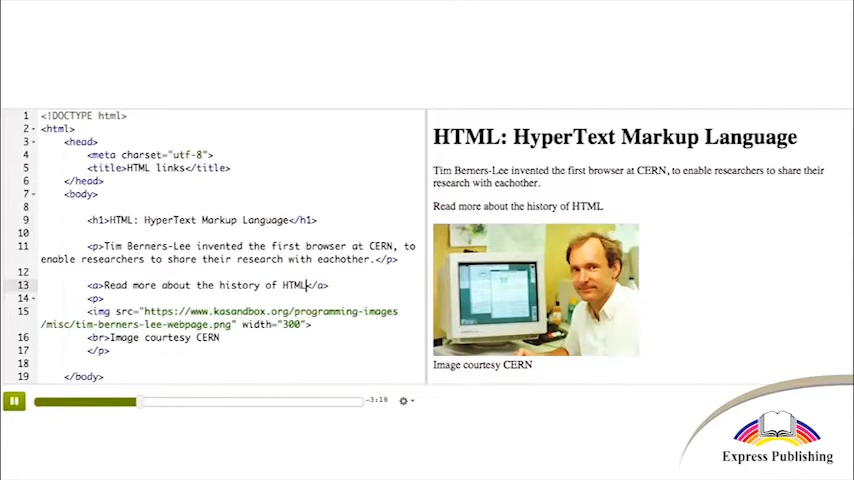 1 <!DOCTYPE html>
2 <html>
3 <head>
4 <meta charset="utf-8">
5 <title>HTML links</title>
6 </head>
7 <body>
8
9 <h1>HTML: HyperText Markup Language</h1>
10
11 <p>Tim Berners-Lee invented the first browser at CERN, to
enable researchers to share their research with eachother.</p>
12
13 <a>Read more about the history of HTML</a>
14 <p>
15 <img src="https://www.kasandbox.org/programming-images
/misc/tim-berners-lee-webpage.png" width="300">
16 <br>Image courtesy CERN
17 </p>
18
19 </body>
HTML: HyperText Markup Language
Tim Berners-Lee invented the first browser at CERN, to enable researchers to share their
research with eachother.
Read more about the history of HTML
Image courtesy CERN
-3:19
Express Publishing